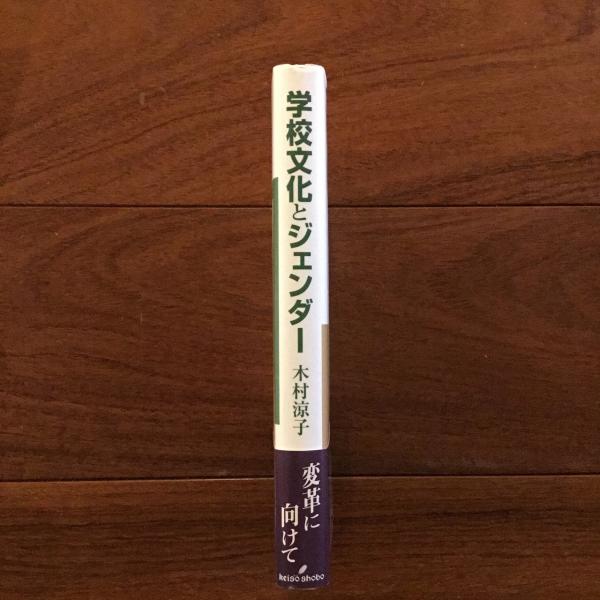 学校文化とジェンダー
木村涼子
変革に
向けて
keiso shobo